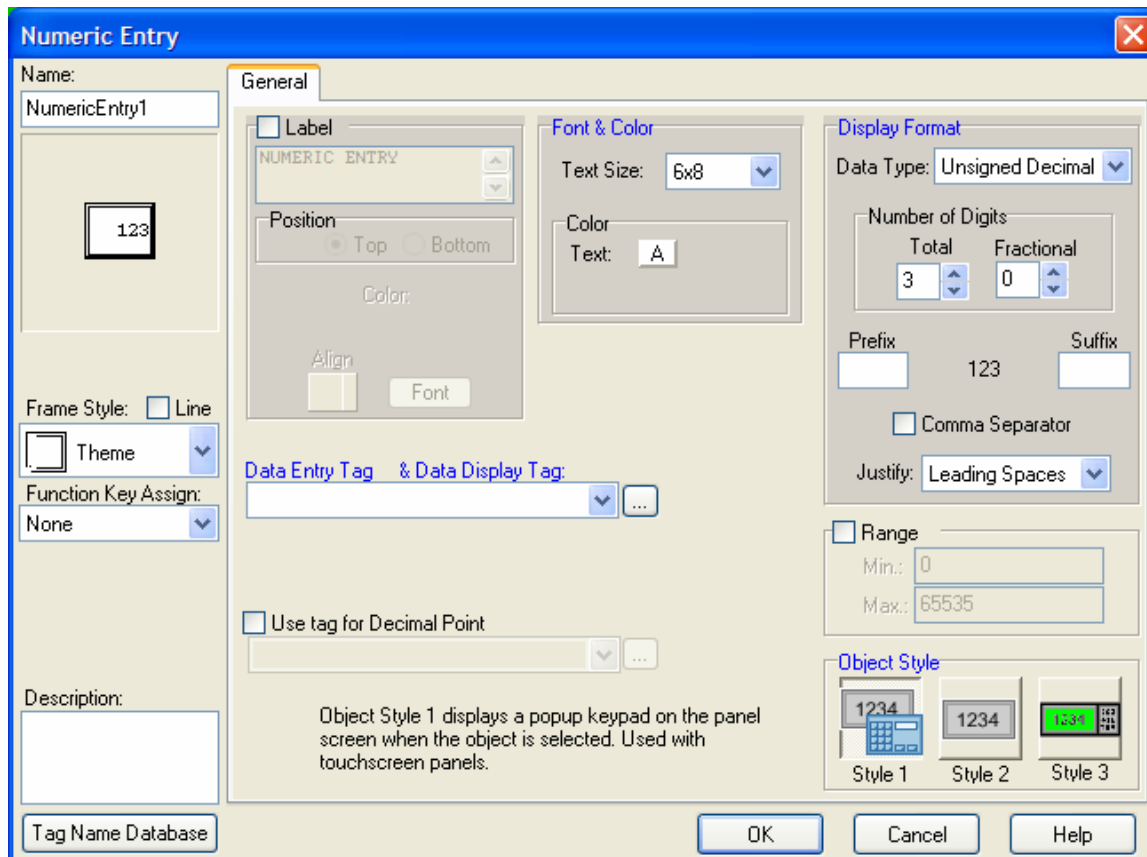 Numeric Entry
Name:
NumericEntry1
123
Frame Style:
Line
Theme
Function Key Assign:
None
Description:
Tag Name Database
General
Label
NUMERIC ENTRY
Position
Top
Bottom
Color:
Align
Font
Font & Color
Text Size:
6x8
Color
Text:
A
Data Entry Tag & Data Display Tag:
...
Use tag for Decimal Point
...
Object Style 1 displays a popup keypad on the panel
screen when the object is selected. Used with
touchscreen panels.
Display Format
Data Type:
Unsigned Decimal
Number of Digits
Total
Fractional
3
0
Prefix
Suffix
123
Comma Separator
Justify:
Leading Spaces
Range
Min.:
0
Max.:
65535
Object Style
1234
1234
1234
Style 1
Style 2
Style 3
OK
Cancel
Help